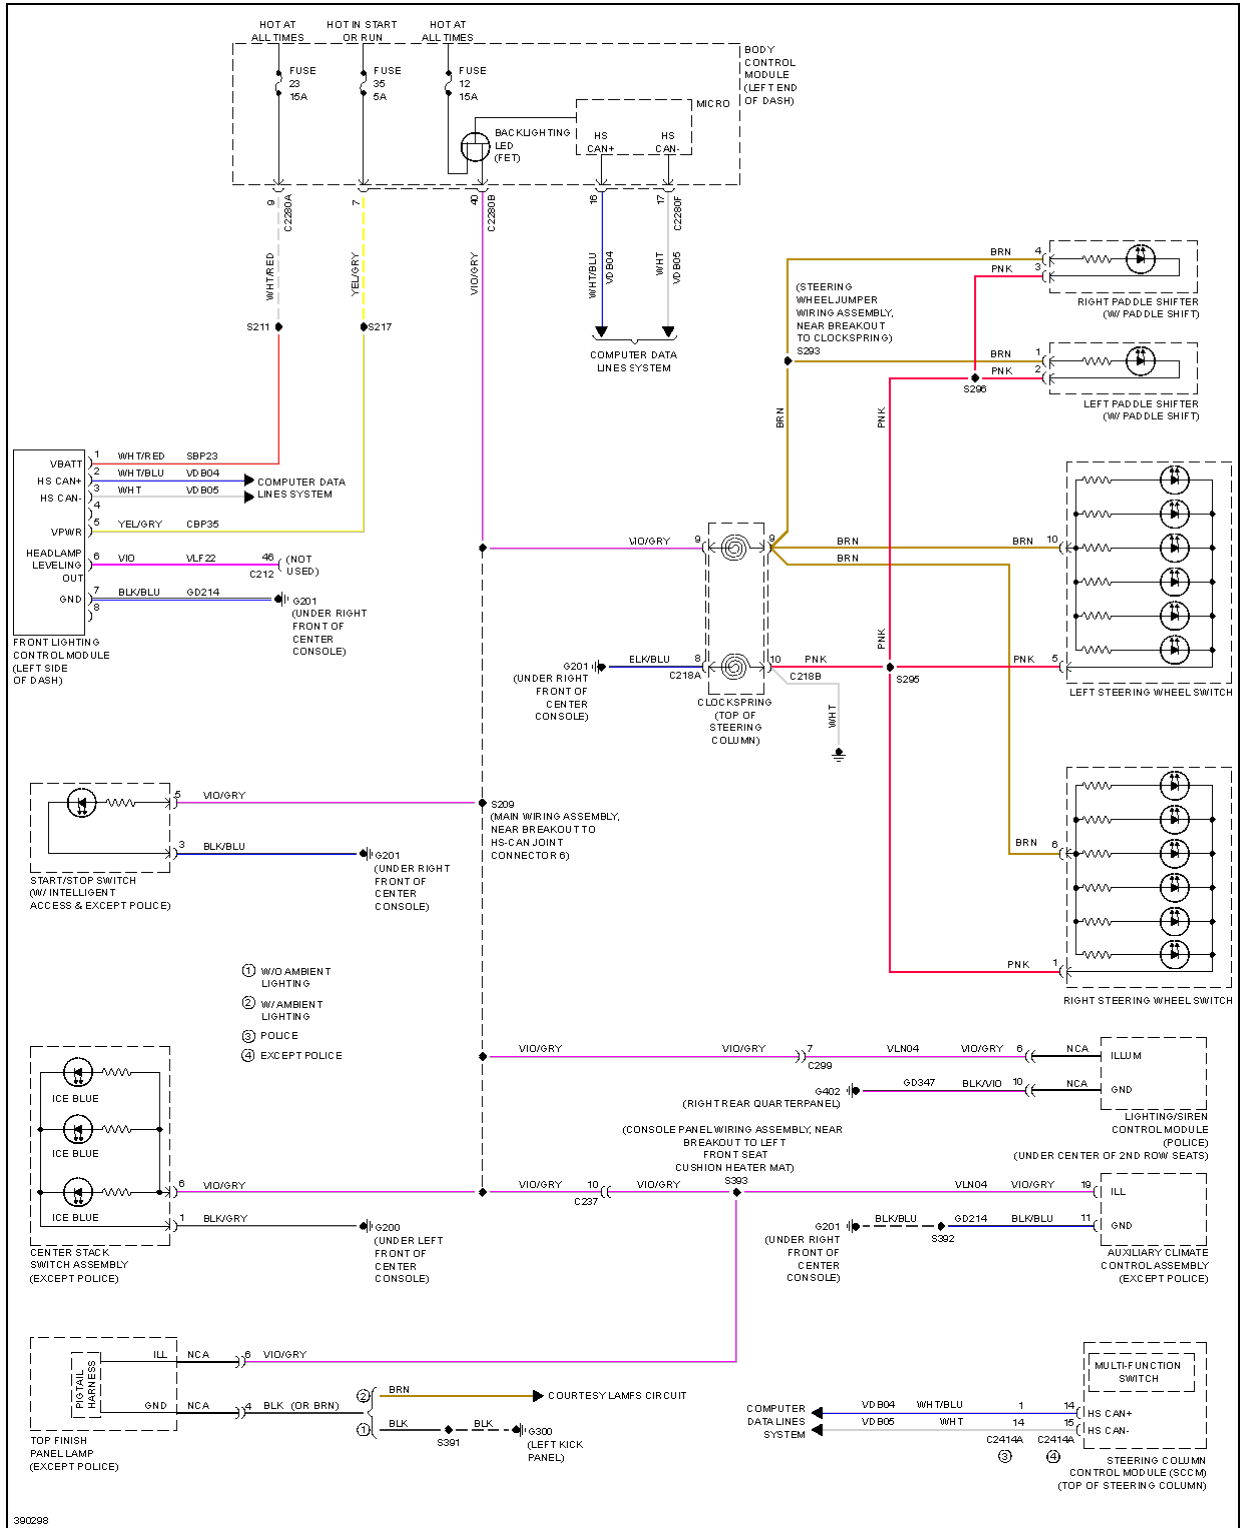 HOT AT
ALL TIMES
HOT IN START
OR RUN
HOT AT
ALL TIMES
BODY
CONTROL
MODULE
(LEFT END
OF DASH)
FUSE
23
15A
FUSE
35
5A
FUSE
12
15A
MICRO
BACKLIGHTING
LED
(FET)
HS
CAN+
HS
CAN-
9
C2280A
7
40
C2280B
16
17
C2280F
WHT/RED
YEL/GRY
VIO/GRY
WHT/BLU
VDB04
WHT
VDB05
S211
S217
COMPUTER DATA
LINES SYSTEM
(STEERING
WHEEL JUMPER
WIRING ASSEMBLY,
NEAR BREAKOUT
TO CLOCKSPRING)
S293
BRN
4
PNK
3
RIGHT PADDLE SHIFTER
(W/ PADDLE SHIFT)
BRN
1
PNK
2
S296
LEFT PADDLE SHIFTER
(W/ PADDLE SHIFT)
BRN
PNK
VBATT
1
WHT/RED
SBP23
HS CAN+
2
WHT/BLU
VDB04
HS CAN-
3
WHT
VDB05
4
VPWR
5
YEL/GRY
CBP35
HEADLAMP
LEVELING
OUT
6
VIO
VLF22
46
C212
(NOT
USED)
GND
7
BLK/BLU
GD214
8
COMPUTER DATA
LINES SYSTEM
G201
(UNDER RIGHT
FRONT OF
CENTER
CONSOLE)
FRONT LIGHTING
CONTROL MODULE
(LEFT SIDE
OF DASH)
VIO/GRY
9
9
BRN
BRN
10
BRN
PNK
G201
(UNDER RIGHT
FRONT OF
CENTER
CONSOLE)
ELK/BLU
8
C218A
10
PNK
C218B
PNK
5
S295
LEFT STEERING WHEEL SWITCH
CLOCKSPRING
(TOP OF
STEERING
COLUMN)
WHT
5
VIO/GRY
3
BLK/BLU
G201
(UNDER RIGHT
FRONT OF
CENTER
CONSOLE)
START/STOP SWITCH
(W/ INTELLIGENT
ACCESS & EXCEPT POLICE)
S209
(MAIN WIRING ASSEMBLY,
NEAR BREAKOUT TO
HS-CAN JOINT
CONNECTOR 6)
BRN
6
PNK
1
RIGHT STEERING WHEEL SWITCH
1 W/O AMBIENT
LIGHTING
2 W/ AMBIENT
LIGHTING
3 POLICE
4 EXCEPT POLICE
ICE BLUE
ICE BLUE
ICE BLUE
6
VIO/GRY
1
BLK/GRY
G200
(UNDER LEFT
FRONT OF
CENTER
CONSOLE)
CENTER STACK
SWITCH ASSEMBLY
(EXCEPT POLICE)
VIO/GRY
VIO/GRY
7
C299
VLN04
VIO/GRY
6
NCA
ILLUM
G402
(RIGHT REAR QUARTERPANEL)
GD347
BLK/VIO
10
NCA
GND
LIGHTING/SIREN
CONTROL MODULE
(POLICE)
(UNDER CENTER OF 2ND ROW SEATS)
(CONSOLE PANEL WIRING ASSEMBLY, NEAR
BREAKOUT TO LEFT
FRONT SEAT
CUSHION HEATER MAT)
S393
VIO/GRY
10
C237
VIO/GRY
VLN04
VIO/GRY
19
ILL
G201
(UNDER RIGHT
FRONT OF
CENTER
CONSOLE)
BLK/BLU
S392
GD214
BLK/BLU
11
GND
AUXILIARY CLIMATE
CONTROL ASSEMBLY
(EXCEPT POLICE)
PIGTAIL
HARNESS
ILL
NCA
6
VIO/GRY
GND
NCA
4
BLK
(OR BRN)
2
BRN
COURTESY LAMFS CIRCUIT
1
BLK
S391
BLK
G300
(LEFT KICK
PANEL)
TOP FINISH
PANEL LAMP
(EXCEPT POLICE)
MULTI-FUNCTION
SWITCH
COMPUTER
DATA LINES
SYSTEM
VDB04
WHT/BLU
1
14
HS CAN+
VDB05
WHT
14
15
HS CAN-
C2414A
3
C2414A
4
STEERING COLUMN
CONTROL MODULE (SCCM)
(TOP OF STEERING COLUMN)
390298